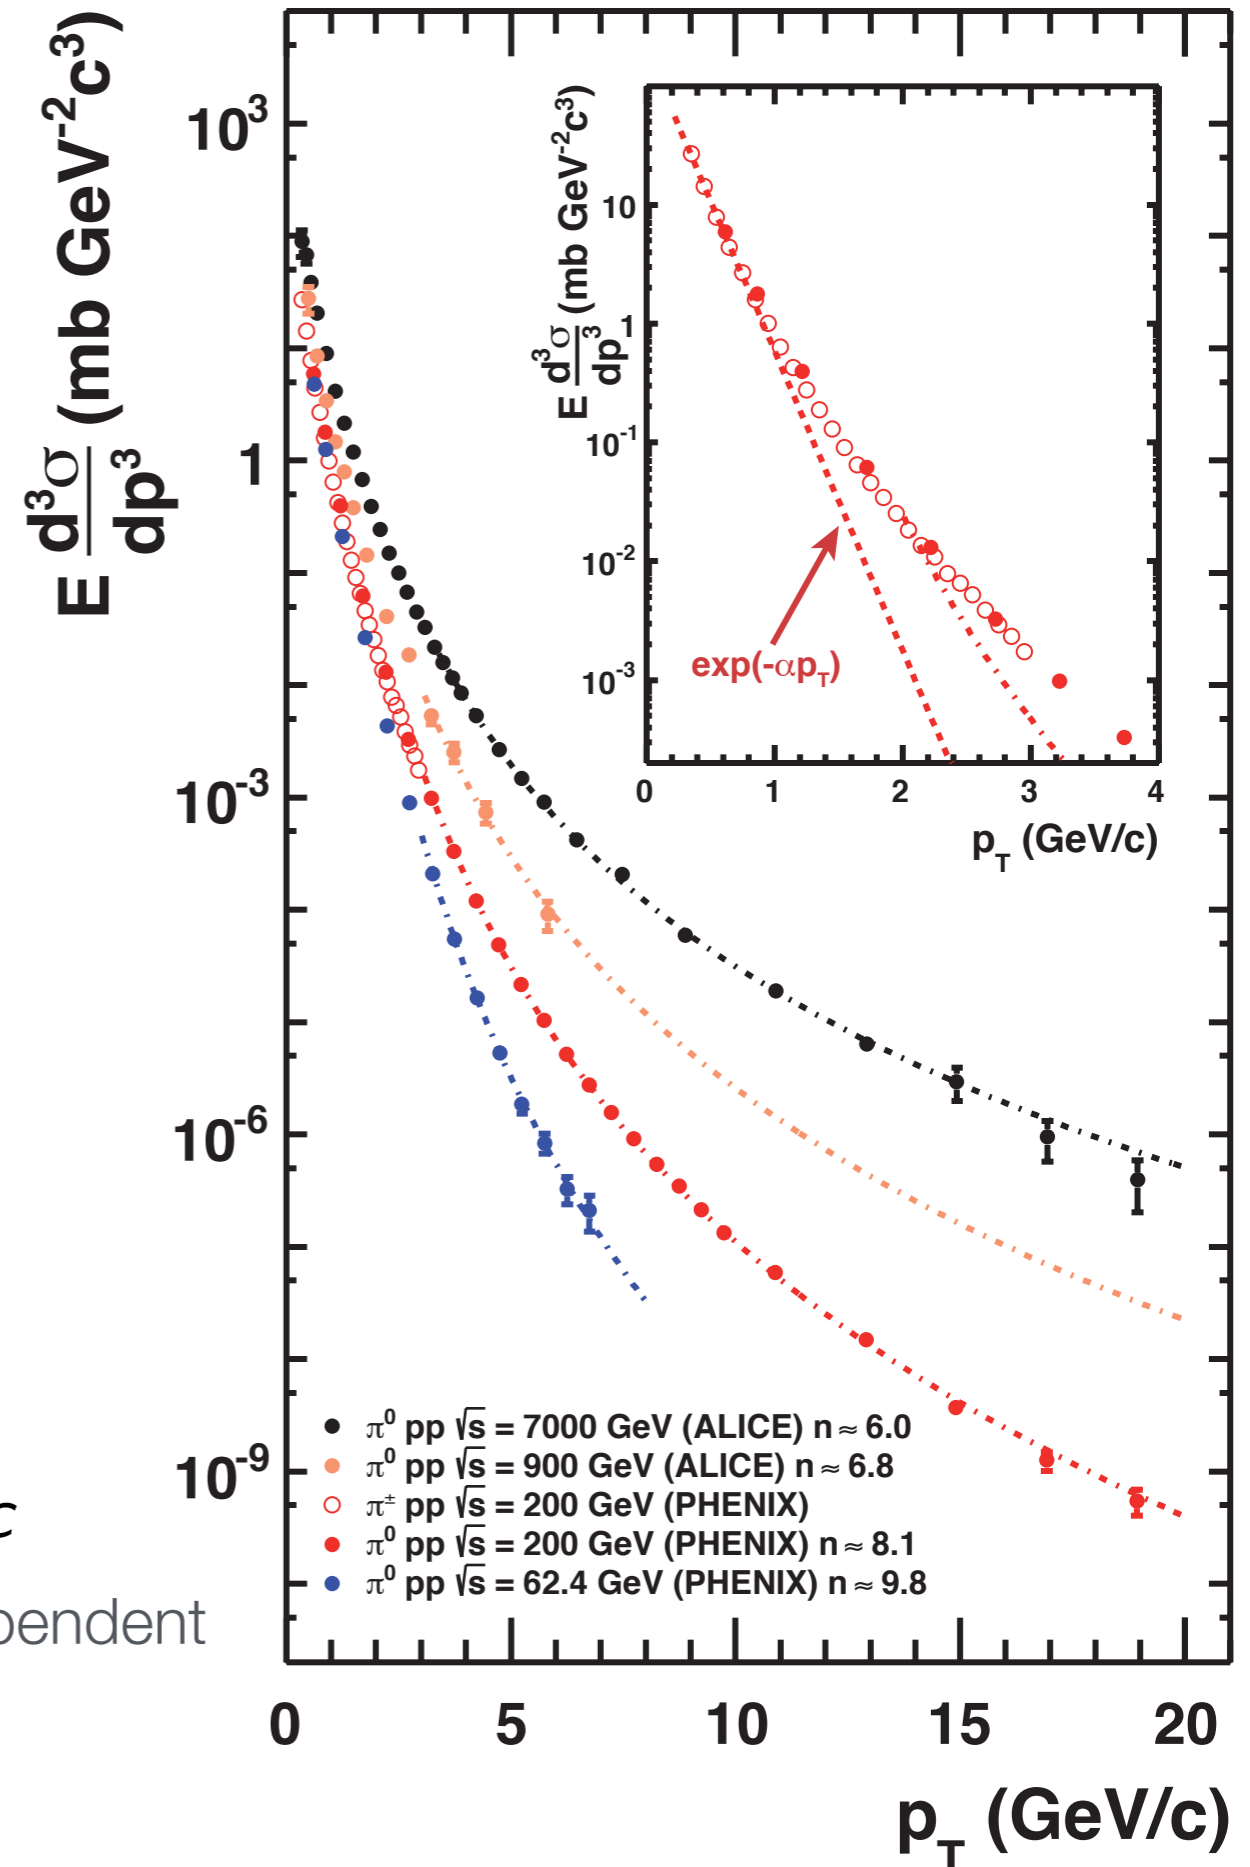 E d³σ/dp³ (mb GeV⁻²c³)
10³
1
10⁻³
10⁻⁶
10⁻⁹
E d³σ/dp³ (mb GeV⁻²c³)
10
1
10⁻¹
10⁻²
10⁻³
exp(-αp_T)
0 1 2 3 4
p_T (GeV/c)
π⁰ pp √s = 7000 GeV (ALICE) n ≈ 6.0
π⁰ pp √s = 900 GeV (ALICE) n ≈ 6.8
π± pp √s = 200 GeV (PHENIX)
π⁰ pp √s = 200 GeV (PHENIX) n ≈ 8.1
π⁰ pp √s = 62.4 GeV (PHENIX) n ≈ 9.8
c
pendent
0 5 10 15 20
p_T (GeV/c)